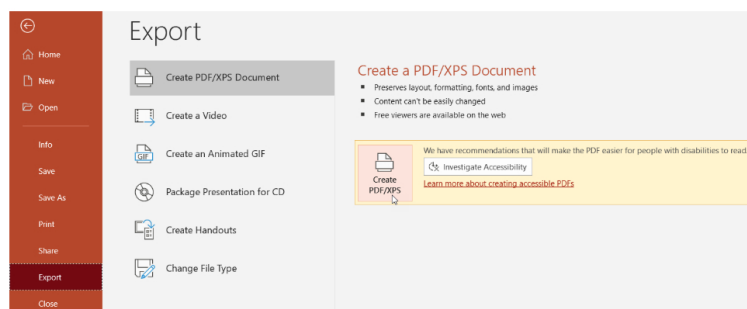 Export
Home
New
Open
Info
Save
Save As
Print
Share
Export
Close
Create PDF/XPS Document
Create a Video
GIF
Create an Animated GIF
Package Presentation for CD
Create Handouts
Change File Type
Create a PDF/XPS Document
Preserves layout, formatting, fonts, and images
Content can't be easily changed
Free viewers are available on the web
Create
PDF/XPS
We have recommendations that will make the PDF easier for people with disabilities to read.
Investigate Accessibility
Learn more about creating accessible PDFs